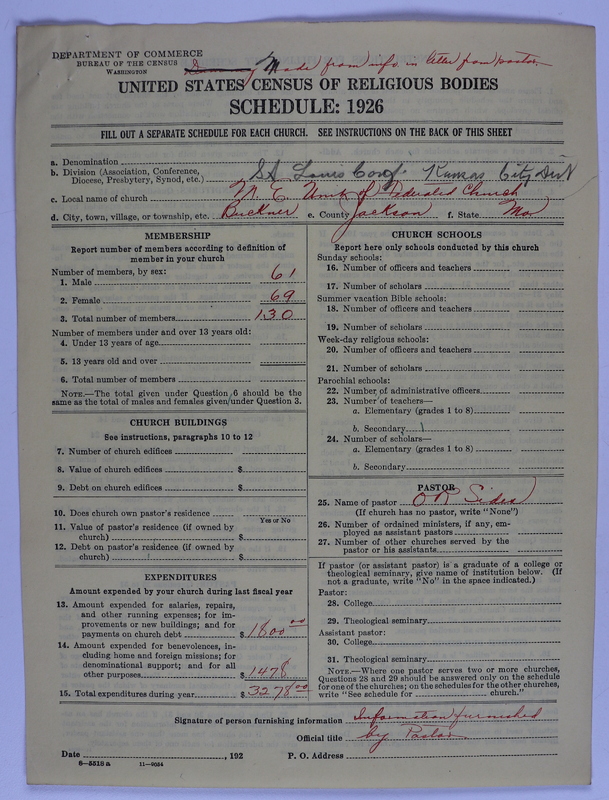 DEPARTMENT OF COMMERCE
BUREAU OF THE CENSUS
WASHINGTON
Made from info in letter from pastor.
UNITED STATES CENSUS OF RELIGIOUS BODIES
SCHEDULE: 1926
FILL OUT A SEPARATE SCHEDULE FOR EACH CHURCH. SEE INSTRUCTIONS ON THE BACK OF THIS SHEET
a. Denomination
b. Division (Association, Conference, Diocese, Presbytery, Synod, etc.) St Louis Conf. Kansas City Dist
c. Local name of church M. E. Unit of Federated Church
d. City, town, village, or township, etc. Buckner e. County Jackson f. State Mo
MEMBERSHIP
Report number of members according to definition of
member in your church
Number of members, by sex:
1. Male 61
2. Female 69
3. Total number of members 130
Number of members under and over 13 years old:
4. Under 13 years of age
5. 13 years old and over
6. Total number of members
NOTE.—The total given under Question 6 should be the
same as the total of males and females given under Question 3.
CHURCH BUILDINGS
See instructions, paragraphs 10 to 12
7. Number of church edifices
8. Value of church edifices $
9. Debt on church edifices $
10. Does church own pastor's residence
Yes or No
11. Value of pastor's residence (if owned by
church) $
12. Debt on pastor's residence (if owned by
church) $
EXPENDITURES
Amount expended by your church during last fiscal year
13. Amount expended for salaries, repairs,
and other running expenses; for im-
provements or new buildings; and for
payments on church debt $ 1800 00
14. Amount expended for benevolences, in-
cluding home and foreign missions; for
denominational support; and for all
other purposes $ 1478
15. Total expenditures during year $ 3278 00
CHURCH SCHOOLS
Report here only schools conducted by this church
Sunday schools:
16. Number of officers and teachers
17. Number of scholars
Summer vacation Bible schools:
18. Number of officers and teachers
19. Number of scholars
Week-day religious schools:
20. Number of officers and teachers
21. Number of scholars
Parochial schools:
22. Number of administrative officers
23. Number of teachers—
a. Elementary (grades 1 to 8)
b. Secondary
24. Number of scholars—
a. Elementary (grades 1 to 8)
b. Secondary
PASTOR
25. Name of pastor O R Sides
(If church has no pastor, write "None")
26. Number of ordained ministers, if any, em-
ployed as assistant pastors
27. Number of other churches served by the
pastor or his assistants
If pastor (or assistant pastor) is a graduate of a college or
theological seminary, give name of institution below. (If
not a graduate, write "No" in the space indicated.)
Pastor:
28. College
29. Theological seminary
Assistant pastor:
30. College
31. Theological seminary
NOTE.—Where one pastor serves two or more churches,
Questions 28 and 29 should be answered only on the schedule
for one of the churches; on the schedules for the other churches,
write "See schedule for church."
Signature of person furnishing information Information furnished
Official title by Pastor
Date , 192 P. O. Address
8—5518 a 11—9054